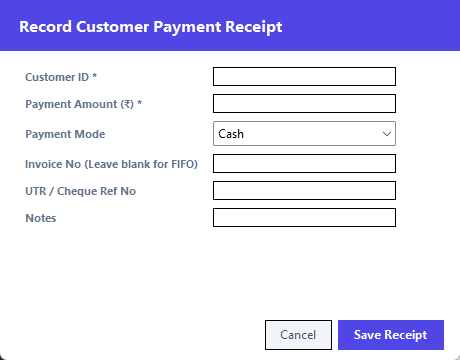 Record Customer Payment Receipt
Customer ID *
Payment Amount (₹) *
Payment Mode
Cash
Invoice No (Leave blank for FIFO)
UTR / Cheque Ref No
Notes
Cancel
Save Receipt